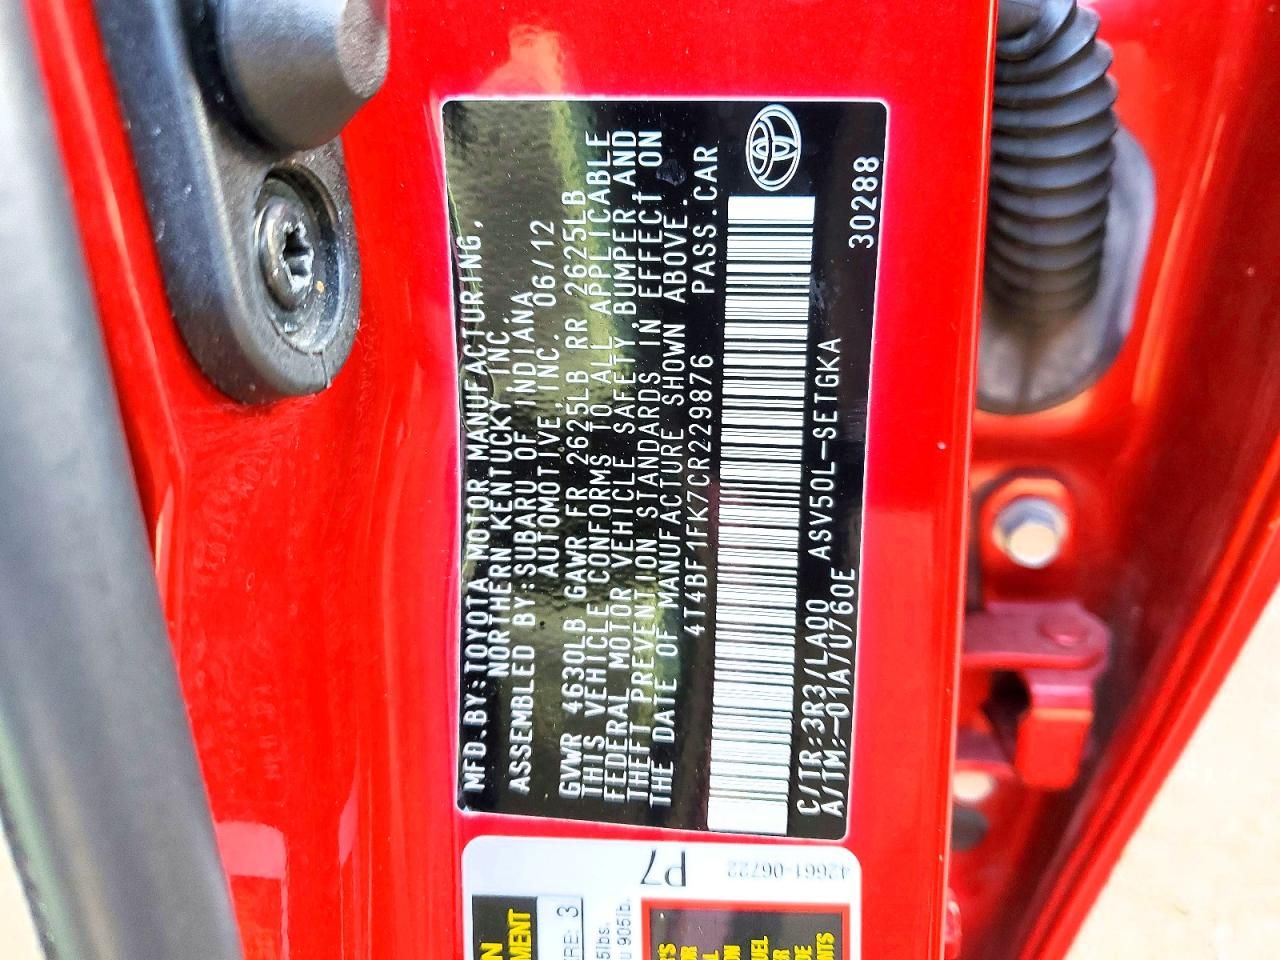 MFD.BY:TOYOTA MOTOR MANUFACTURING,
NORTHERN KENTUCKY INC
ASSEMBLED BY:SUBARU OF INDIANA
AUTOMOTIVE,INC. 06/12
GVWR 4630LB GAWR FR 2625LB RR 2625LB
THIS VEHICLE CONFORMS TO ALL APPLICABLE
FEDERAL MOTOR VEHICLE SAFETY,BUMPER AND
THEFT PREVENTION STANDARDS IN EFFECT ON
THE DATE OF MANUFACTURE SHOWN ABOVE.
4T4BF1FK7CR229876 PASS.CAR
C/TR:3R3/LA00 ASV50L-SETGKA
A/TM:-01A/U760E 30288
P7
42661-06722
3
905lb.